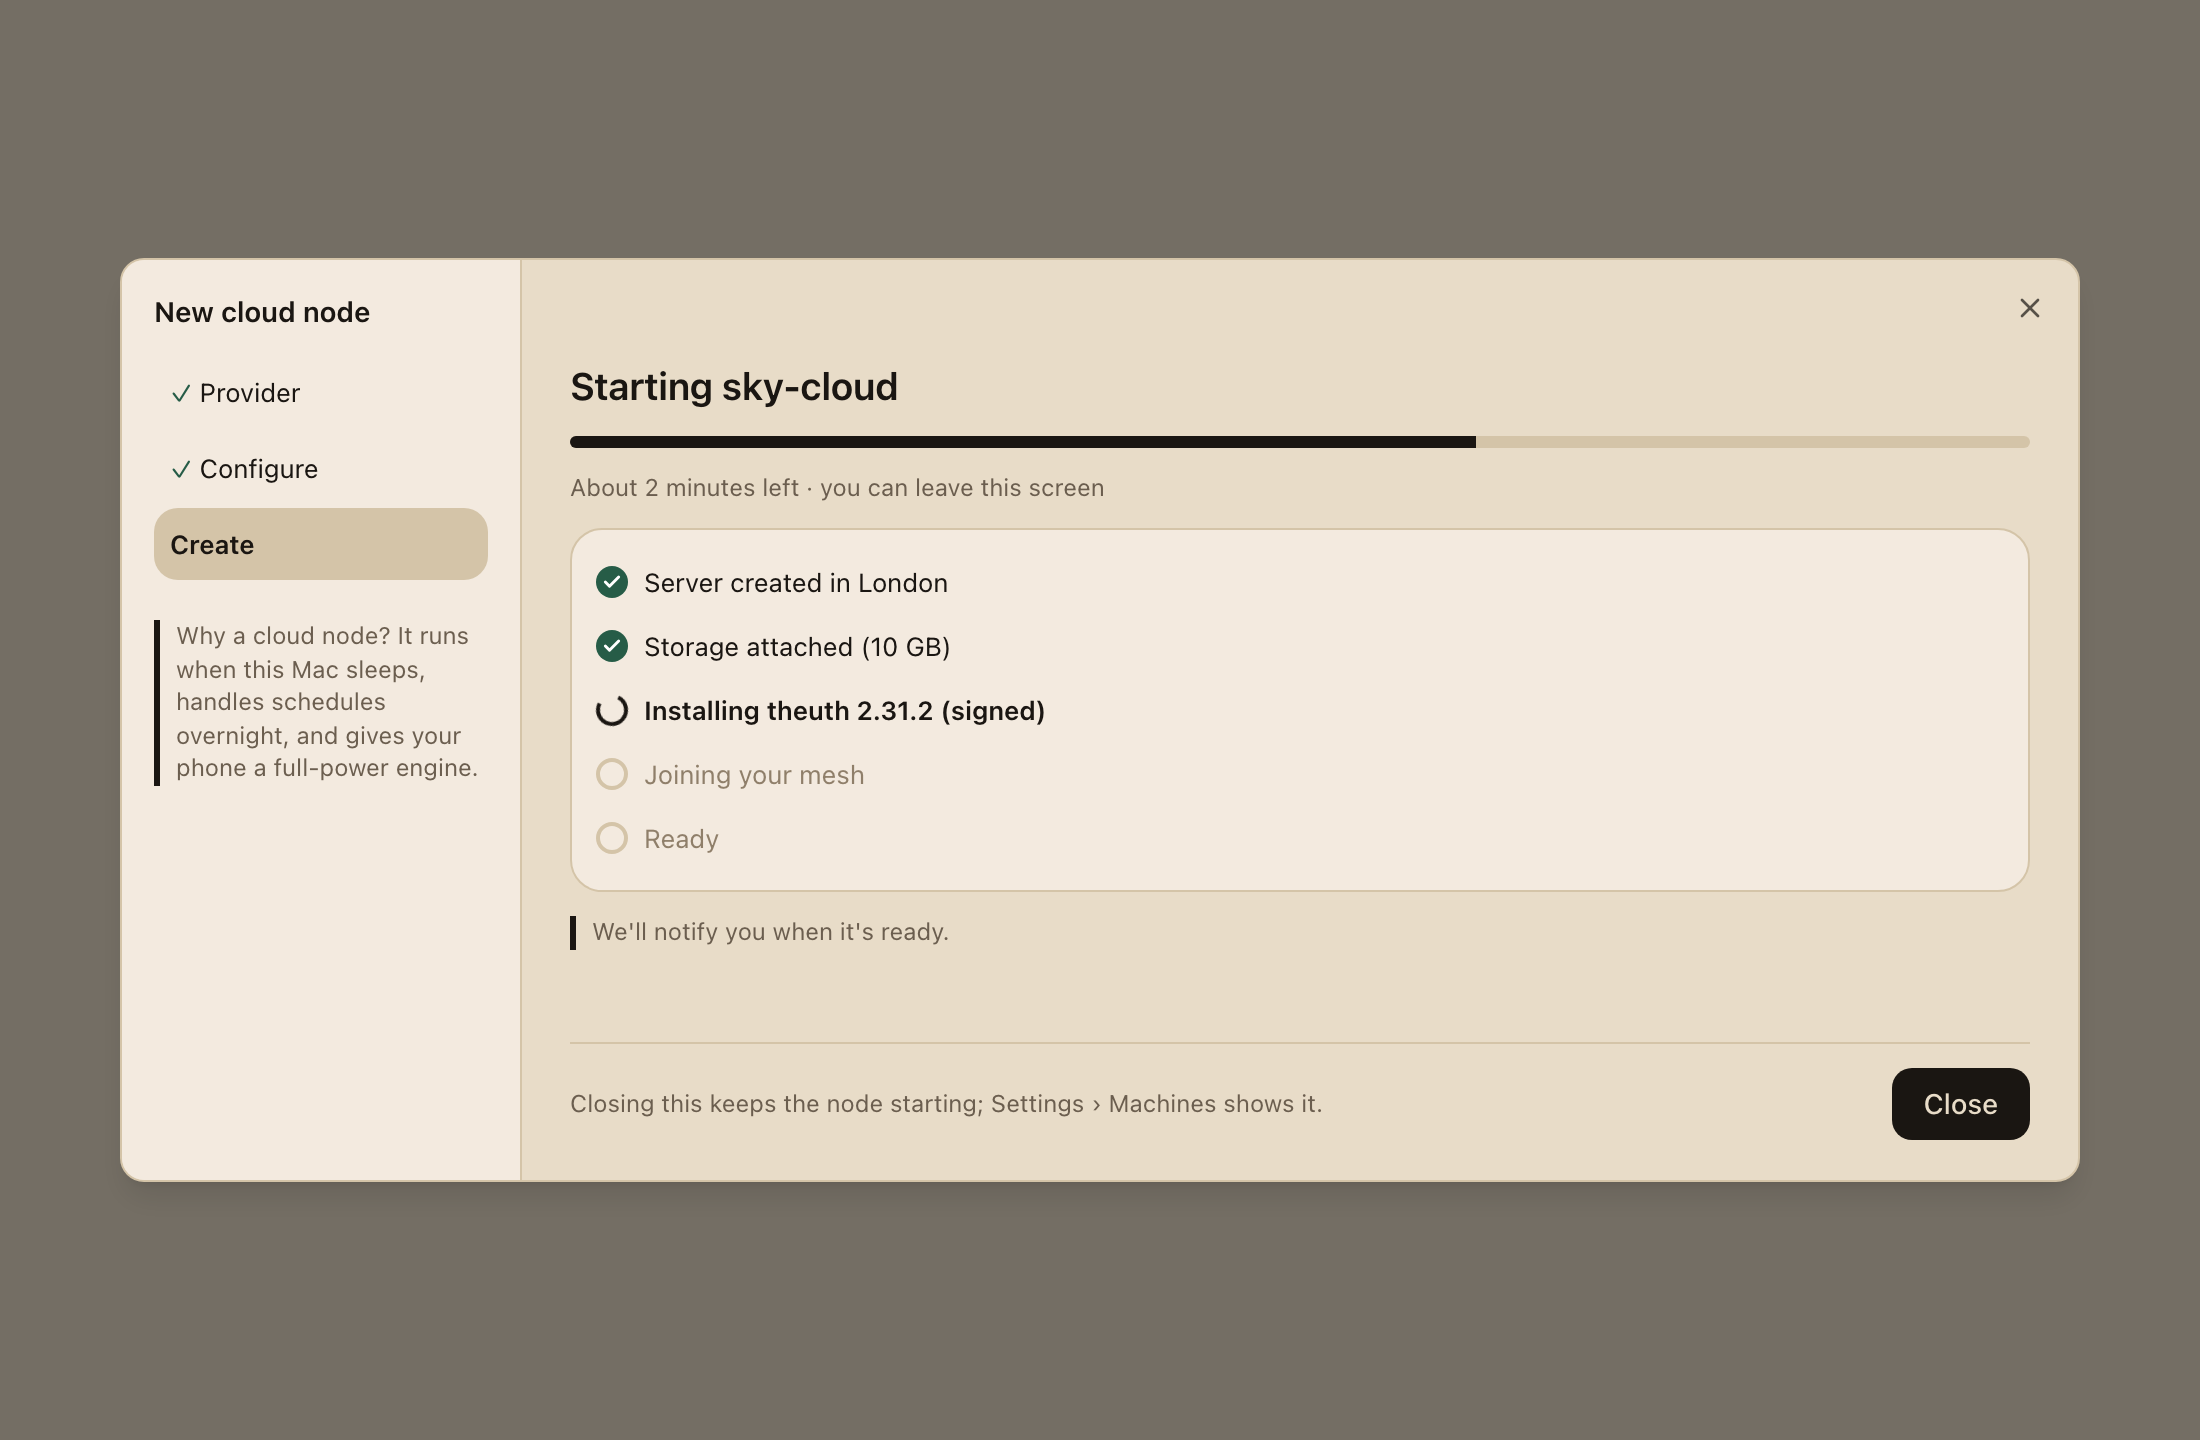 New cloud node
Provider
Configure
Create
Why a cloud node? It runs
when this Mac sleeps,
handles schedules
overnight, and gives your
phone a full-power engine.
Starting sky-cloud
About 2 minutes left · you can leave this screen
Server created in London
Storage attached (10 GB)
Installing theuth 2.31.2 (signed)
Joining your mesh
Ready
We'll notify you when it's ready.
Closing this keeps the node starting; Settings › Machines shows it.
Close